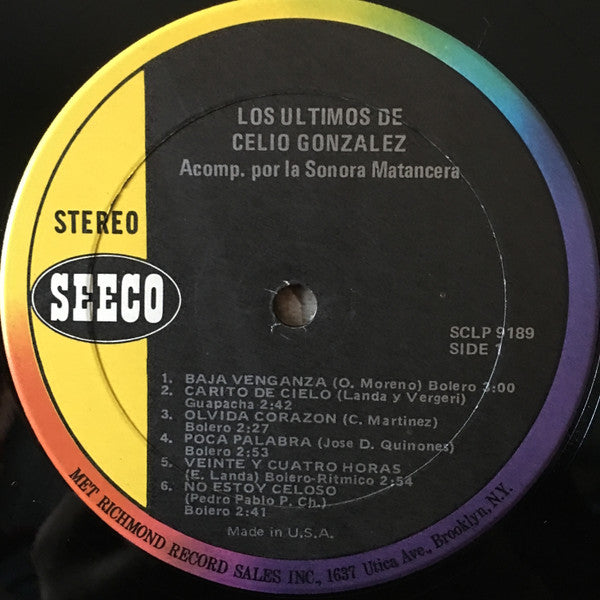 LOS ULTIMOS DE
CELIO GONZALEZ
Acomp. por la Sonora Matancera
STEREO
SEECO
SCLP 9189
SIDE 1
1. BAJA VENGANZA (O. Moreno) Bolero 3:00
2. CARITO DE CIELO (Landa y Vergeri)
Guapacha 2:42
3. OLVIDA CORAZON (C. Martinez)
Bolero 2:27
4. POCA PALABRA (Jose D. Quinones)
Bolero 2:53
5. VEINTE Y CUATRO HORAS
(E. Landa) Bolero-Ritmico 2:54
6. NO ESTOY CELOSO
(Pedro Pablo P. Ch.)
Bolero 2:41
Made in U.S.A.
MET RICHMOND RECORD SALES INC., 1637 Utica Ave., Brooklyn, N.Y.